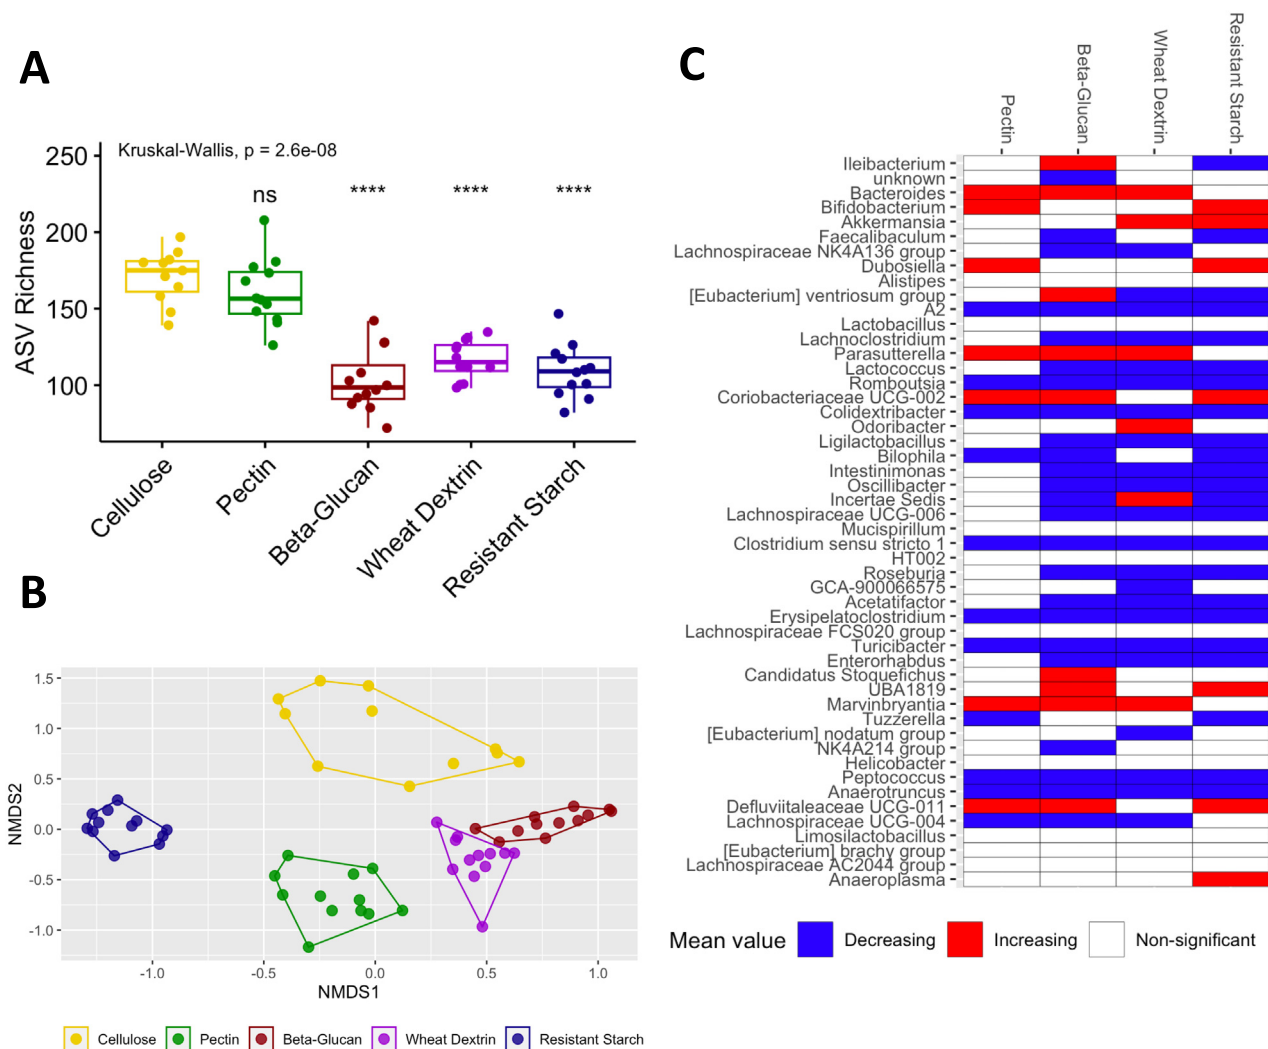 A
Kruskal-Wallis, p = 2.6e-08
ns
****
****
****
250
200
150
100
ASV Richness
Cellulose
Pectin
Beta-Glucan
Wheat Dextrin
Resistant Starch
B
1.5
1.0
0.5
0.0
-0.5
-1.0
NMDS2
-1.0
-0.5
0.0
0.5
1.0
NMDS1
Cellulose
Pectin
Beta-Glucan
Wheat Dextrin
Resistant Starch
C
Pectin
Beta-Glucan
Wheat Dextrin
Resistant Starch
Ileibacterium
unknown
Bacteroides
Bifidobacterium
Akkermansia
Faecalibaculum
Lachnospiraceae NK4A136 group
Dubosiella
Alistipes
[Eubacterium] ventriosum group
A2
Lactobacillus
Lachnoclostridium
Parasutterella
Lactococcus
Romboutsia
Coriobacteriaceae UCG-002
Colidextribacter
Odoribacter
Ligilactobacillus
Bilophila
Intestinimonas
Oscillibacter
Incertae Sedis
Lachnospiraceae UCG-006
Mucispirillum
Clostridium sensu stricto 1
HT002
Roseburia
GCA-900066575
Acetatifactor
Erysipelatoclostridium
Lachnospiraceae FCS020 group
Turicibacter
Enterorhabdus
Candidatus Stoquefichus
UBA1819
Marvinbryantia
Tuzzerella
[Eubacterium] nodatum group
NK4A214 group
Helicobacter
Peptococcus
Anaerotruncus
Defluviitaleaceae UCG-011
Lachnospiraceae UCG-004
Limosilactobacillus
[Eubacterium] brachy group
Lachnospiraceae AC2044 group
Anaeroplasma
Mean value
Decreasing
Increasing
Non-significant